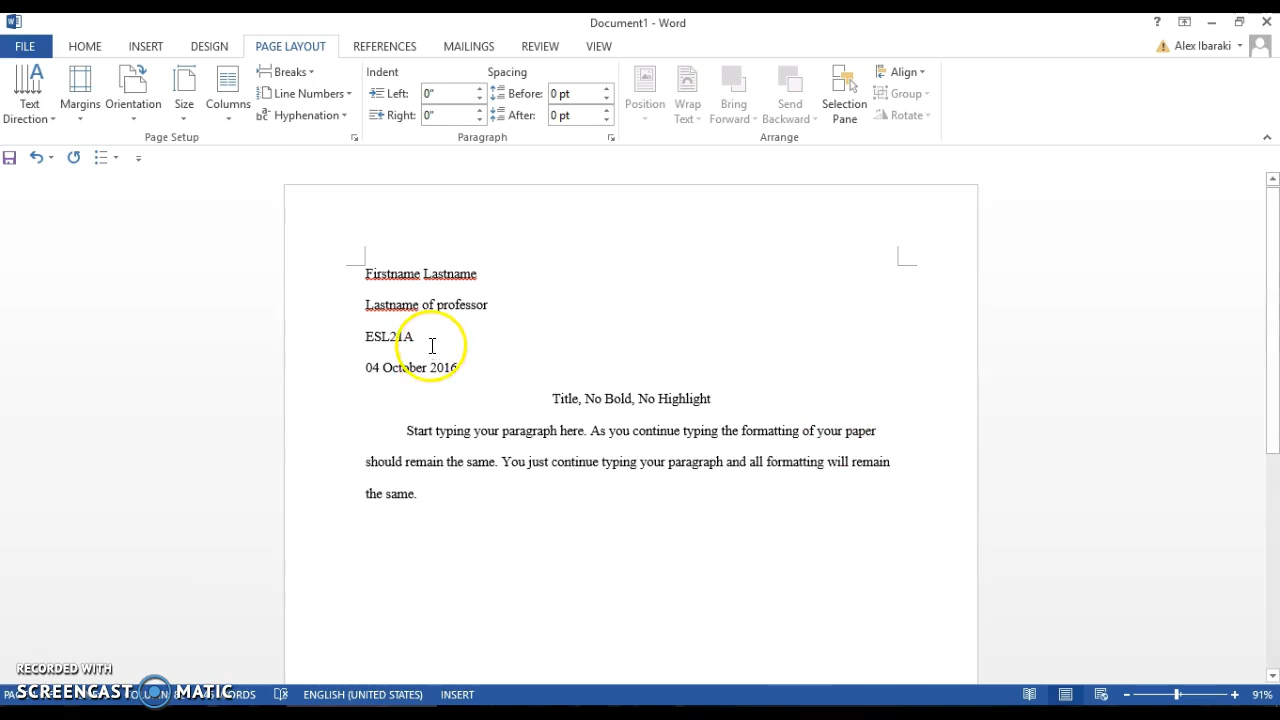 Document1 - Word
?
FILE HOME INSERT DESIGN PAGE LAYOUT REFERENCES MAILINGS REVIEW VIEW Alex Ibaraki
Text Direction
Margins
Orientation
Size
Columns
Breaks
Line Numbers
Hyphenation
Page Setup
Indent
Left: 0"
Right: 0"
Spacing
Before: 0 pt
After: 0 pt
Paragraph
Position
Wrap Text
Bring Forward
Send Backward
Selection Pane
Align
Group
Rotate
Arrange
Firstname Lastname
Lastname of professor
ESL21A
04 October 2016
Title, No Bold, No Highlight
Start typing your paragraph here. As you continue typing the formatting of your paper
should remain the same. You just continue typing your paragraph and all formatting will remain
the same.
RECORDED WITH
SCREENCAST MATIC
ENGLISH (UNITED STATES) INSERT 91%